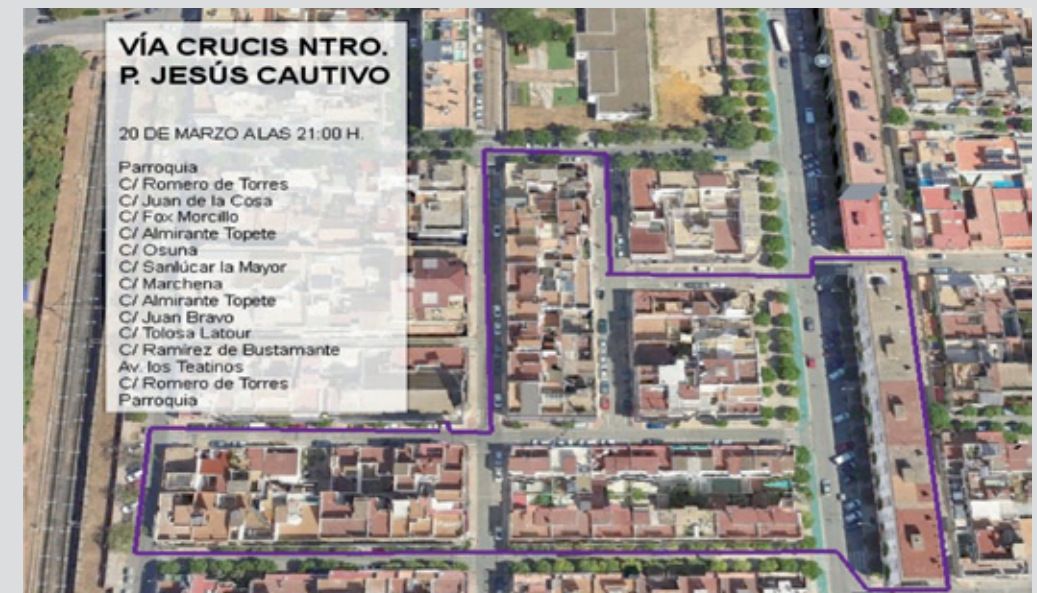 VÍA CRUCIS NTRO.
P. JESÚS CAUTIVO
20 DE MARZO A LAS 21:00 H.
Parroquia
C/ Romero de Torres
C/ Juan de la Cosa
C/ Fox Morcillo
C/ Almirante Topete
C/ Osuna
C/ Sanlúcar la Mayor
C/ Marchena
C/ Almirante Topete
C/ Juan Bravo
C/ Tolosa Latour
C/ Ramírez de Bustamante
Av. los Teatinos
C/ Romero de Torres
Parroquia